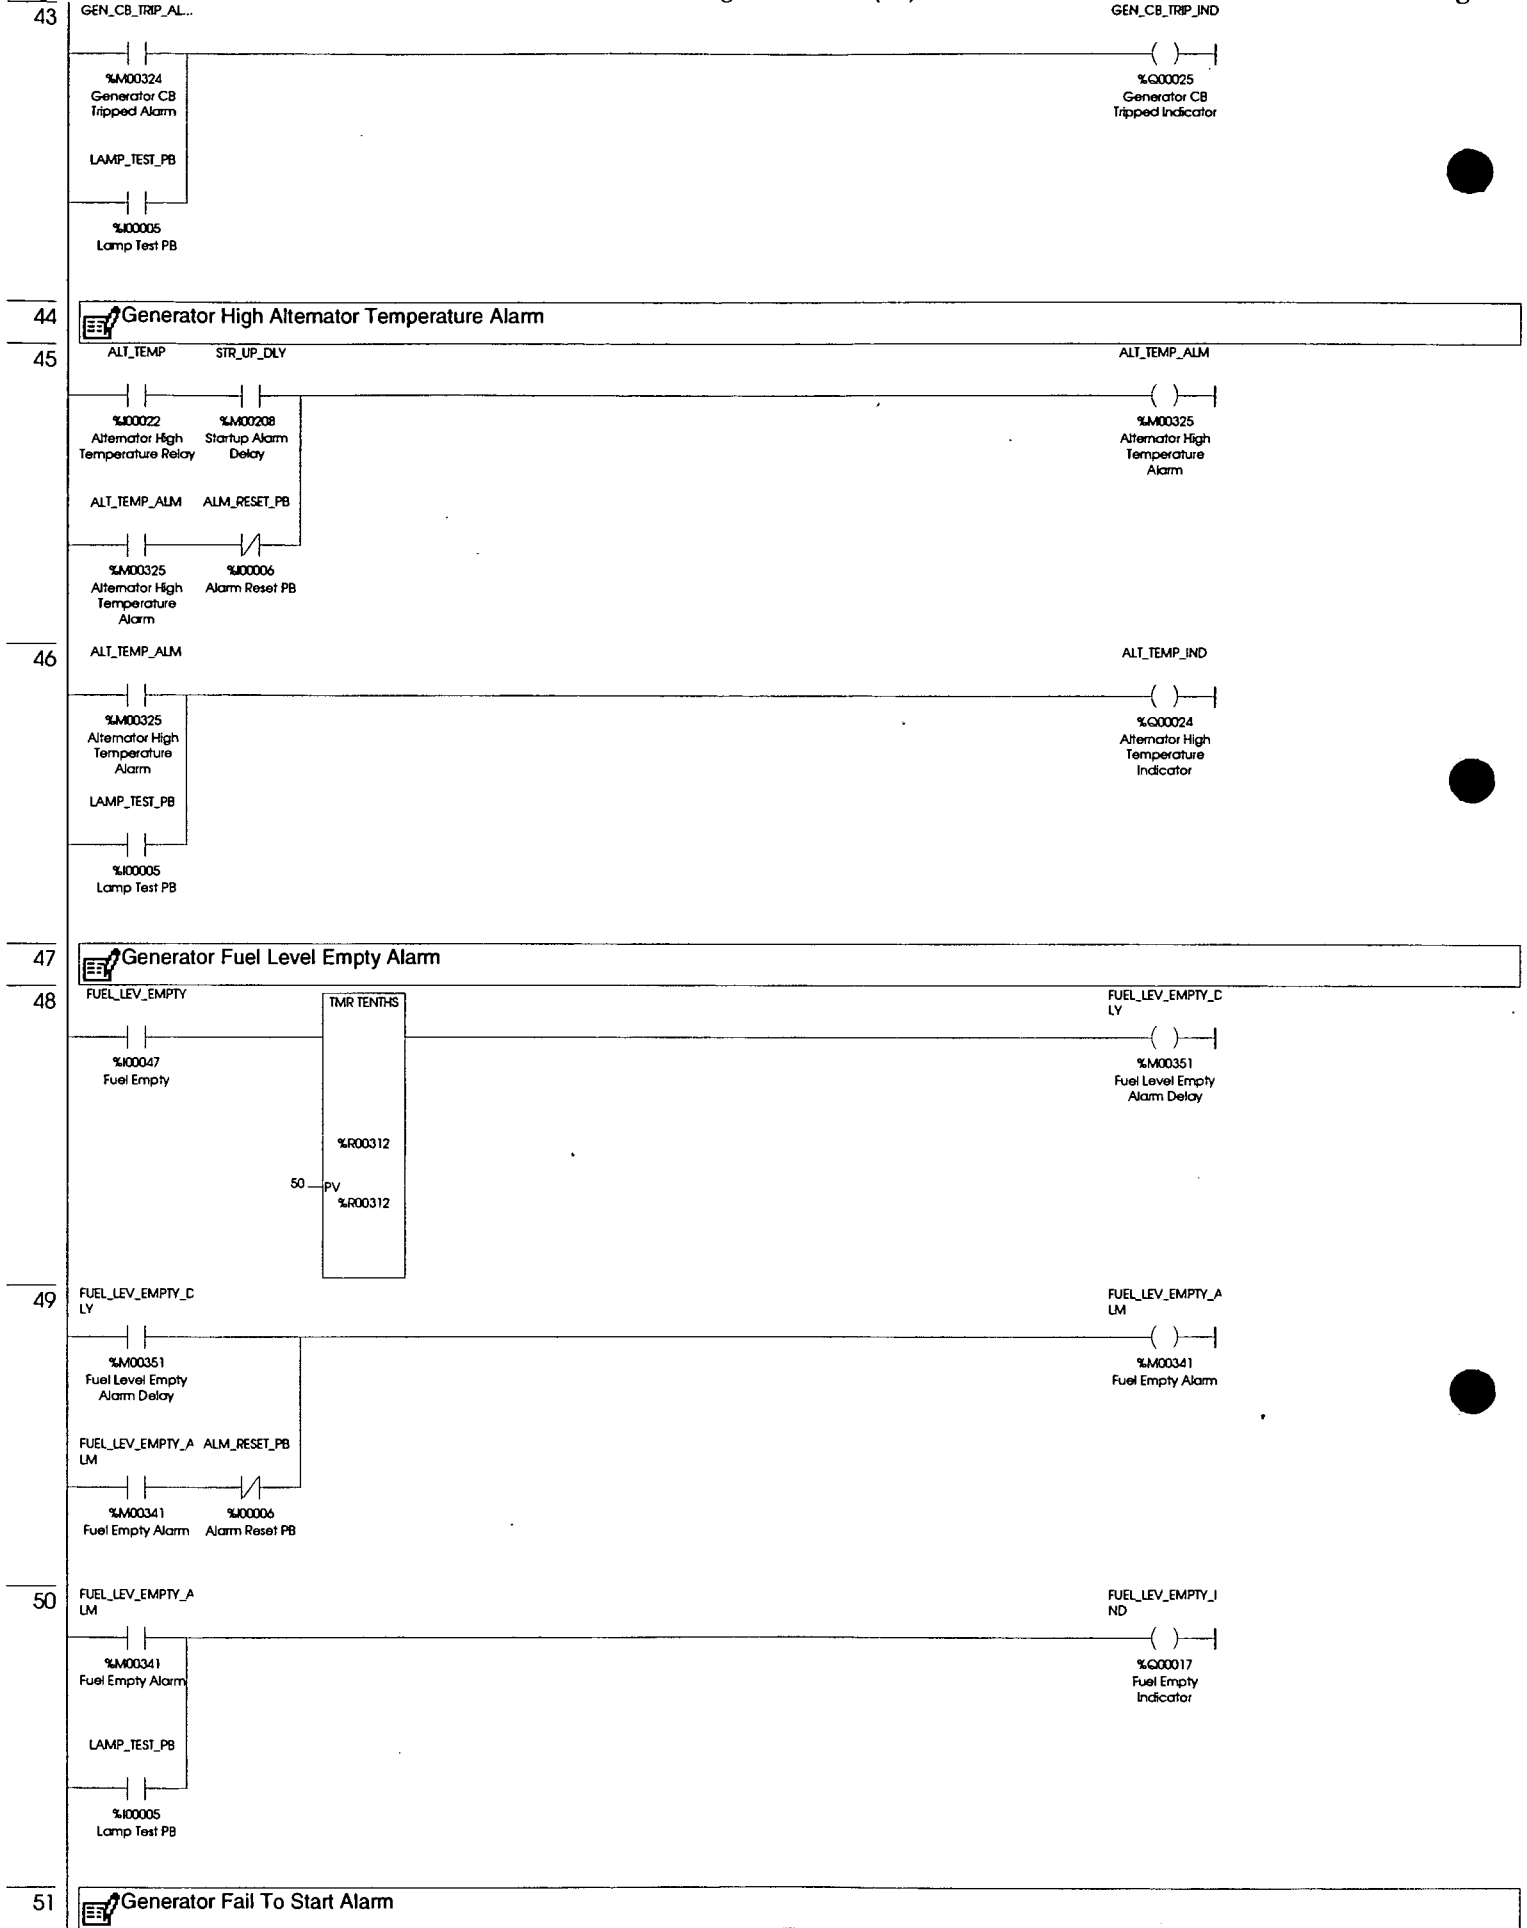 43
GEN_CB_TRIP_AL...
GEN_CB_TRIP_IND
%M00324
Generator CB
Tripped Alarm
%Q00025
Generator CB
Tripped Indicator
LAMP_TEST_PB
%I00005
Lamp Test PB
44
Generator High Alternator Temperature Alarm
45
ALT_TEMP
STR_UP_DLY
ALT_TEMP_ALM
%I00022
Alternator High
Temperature Relay
%M00208
Startup Alarm
Delay
%M00325
Alternator High
Temperature
Alarm
ALT_TEMP_ALM
ALM_RESET_PB
%M00325
Alternator High
Temperature
Alarm
%I00006
Alarm Reset PB
46
ALT_TEMP_ALM
ALT_TEMP_IND
%M00325
Alternator High
Temperature
Alarm
%Q00024
Alternator High
Temperature
Indicator
LAMP_TEST_PB
%I00005
Lamp Test PB
47
Generator Fuel Level Empty Alarm
48
FUEL_LEV_EMPTY
TMR TENTHS
FUEL_LEV_EMPTY_D
LY
%I00047
Fuel Empty
%M00351
Fuel Level Empty
Alarm Delay
%R00312
50
PV
%R00312
49
FUEL_LEV_EMPTY_D
LY
FUEL_LEV_EMPTY_A
LM
%M00351
Fuel Level Empty
Alarm Delay
%M00341
Fuel Empty Alarm
FUEL_LEV_EMPTY_A
LM
ALM_RESET_PB
%M00341
Fuel Empty Alarm
%I00006
Alarm Reset PB
50
FUEL_LEV_EMPTY_A
LM
FUEL_LEV_EMPTY_I
ND
%M00341
Fuel Empty Alarm
%Q00017
Fuel Empty
Indicator
LAMP_TEST_PB
%I00005
Lamp Test PB
51
Generator Fail To Start Alarm